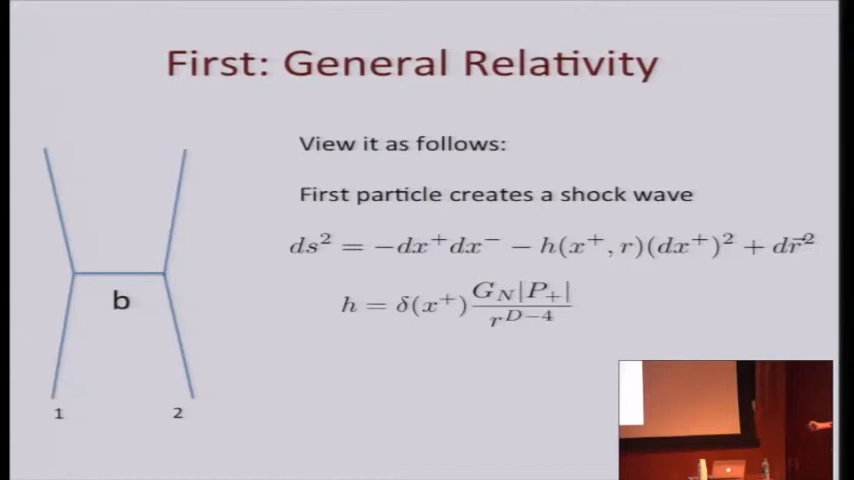 First: General Relativity
View it as follows:
First particle creates a shock wave
ds² = −dx⁺dx⁻ − h(x⁺, r)(dx⁺)² + dr⃗²
h = δ(x⁺) G_N|P₊| / r^{D−4}
b
1 2